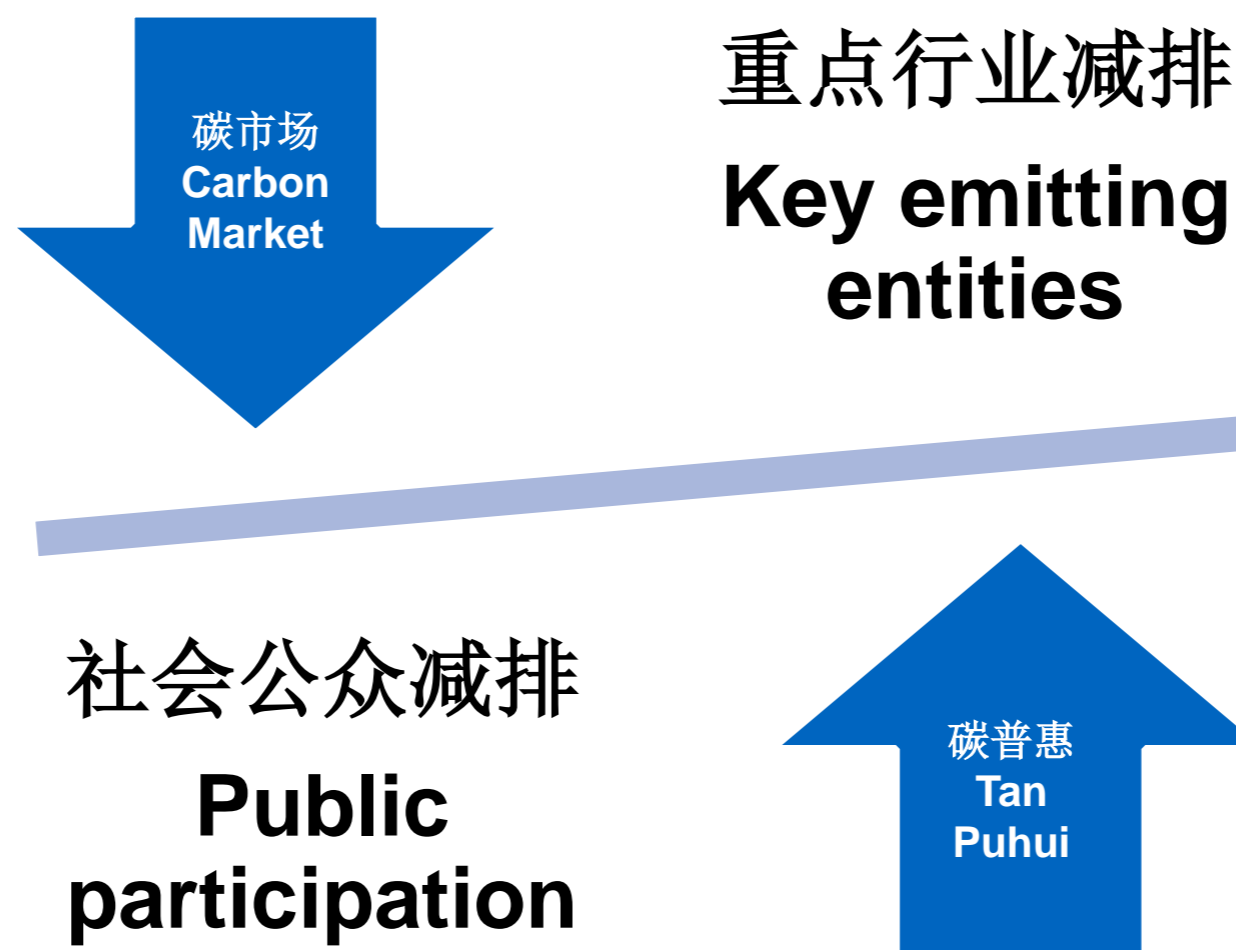 碳市场
Carbon
Market
重点行业减排
Key emitting
entities
社会公众减排
Public
participation
碳普惠
Tan
Puhui